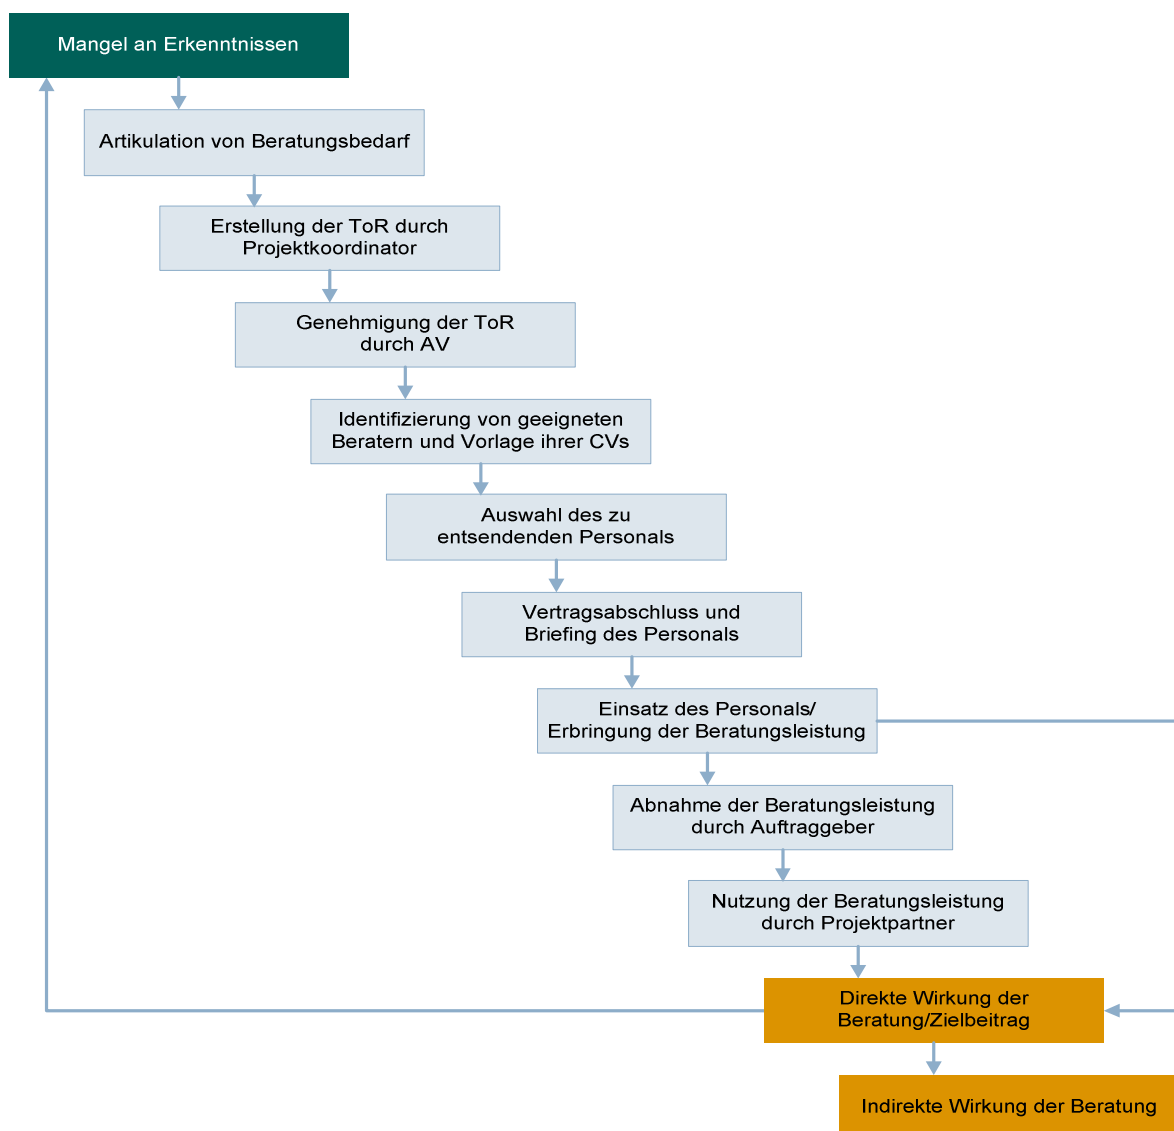 Mangel an Erkenntnissen
Artikulation von Beratungsbedarf
Erstellung der ToR durch
Projektkoordinator
Genehmigung der ToR
durch AV
Identifizierung von geeigneten
Beratern und Vorlage ihrer CVs
Auswahl des zu
entsendenden Personals
Vertragsabschluss und
Briefing des Personals
Einsatz des Personals/
Erbringung der Beratungsleistung
Abnahme der Beratungsleistung
durch Auftraggeber
Nutzung der Beratungsleistung
durch Projektpartner
Direkte Wirkung der
Beratung/Zielbeitrag
Indirekte Wirkung der Beratung